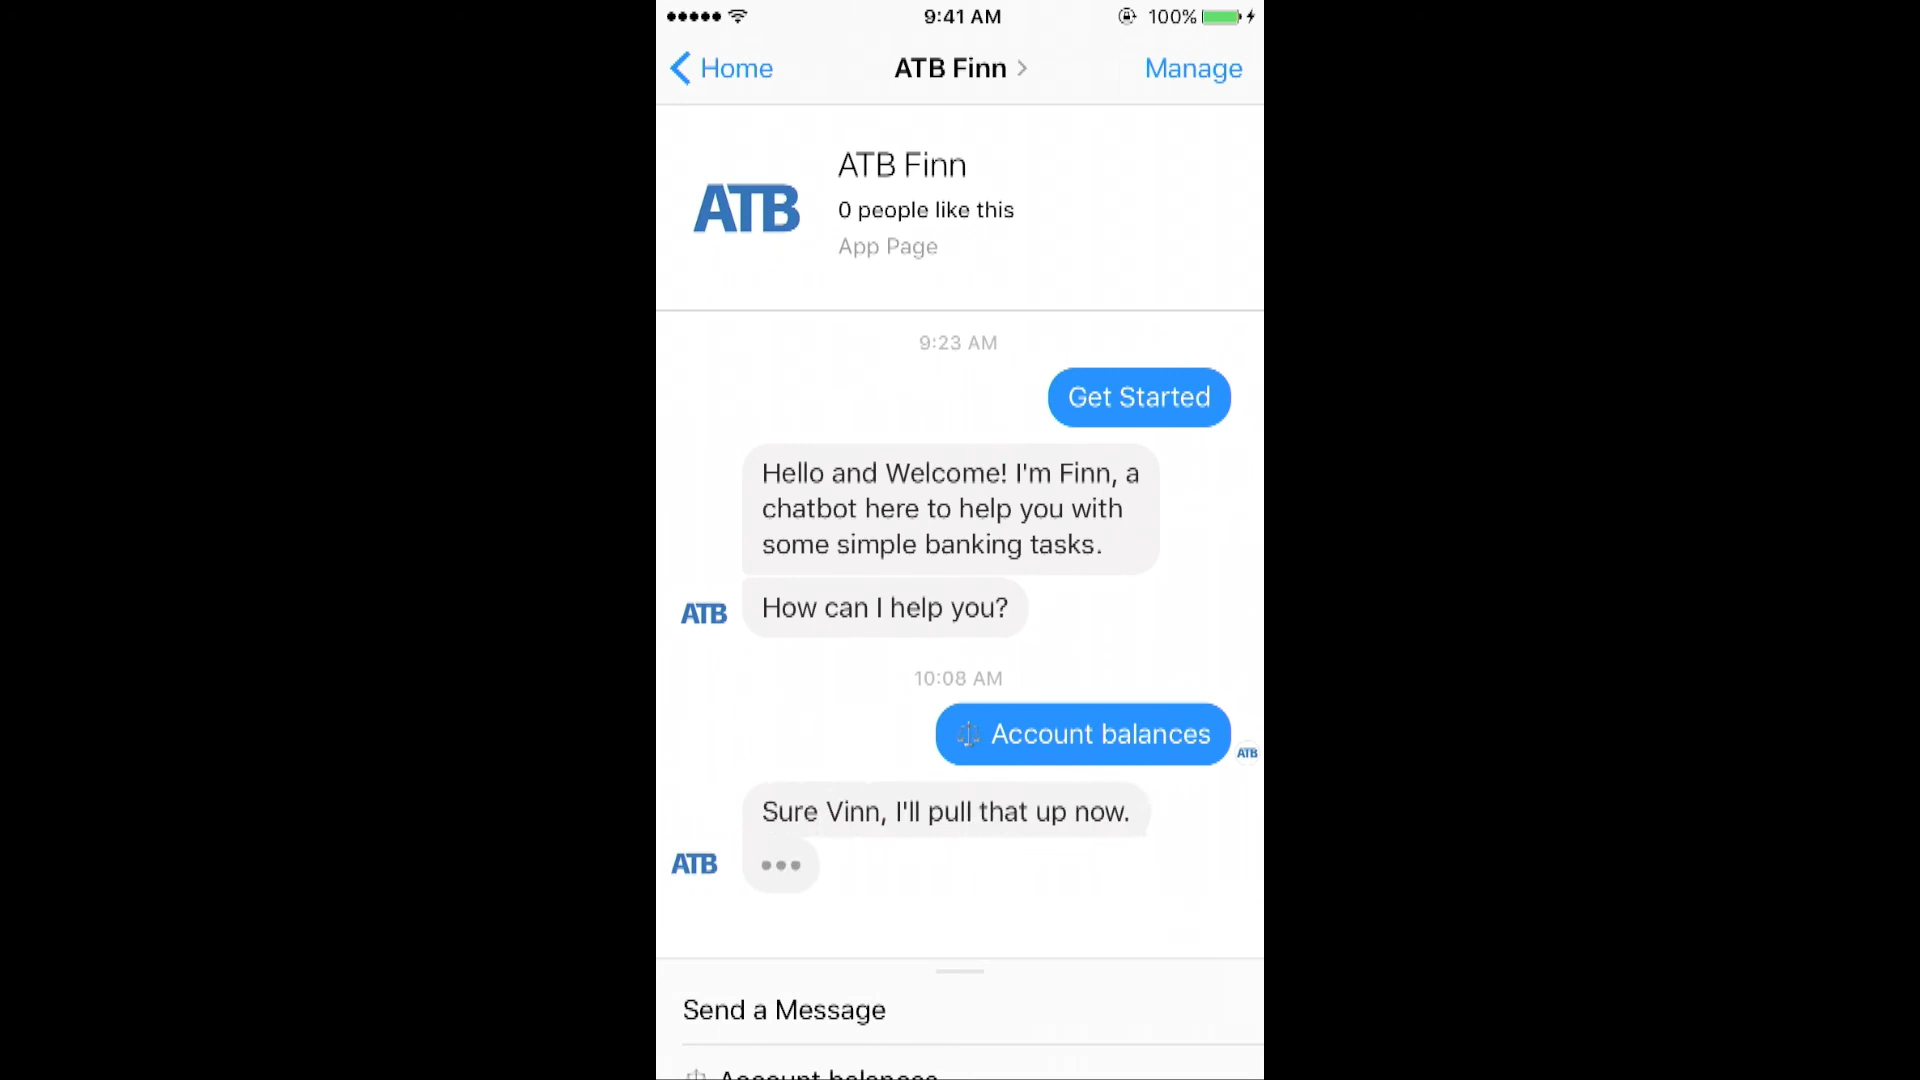 9:41 AM
100%
Home
ATB Finn
Manage
ATB
ATB Finn
0 people like this
App Page
9:23 AM
Get Started
Hello and Welcome! I'm Finn, a
chatbot here to help you with
some simple banking tasks.
How can I help you?
ATB
10:08 AM
Account balances
ATB
Sure Vinn, I'll pull that up now.
ATB
Send a Message
Account balances